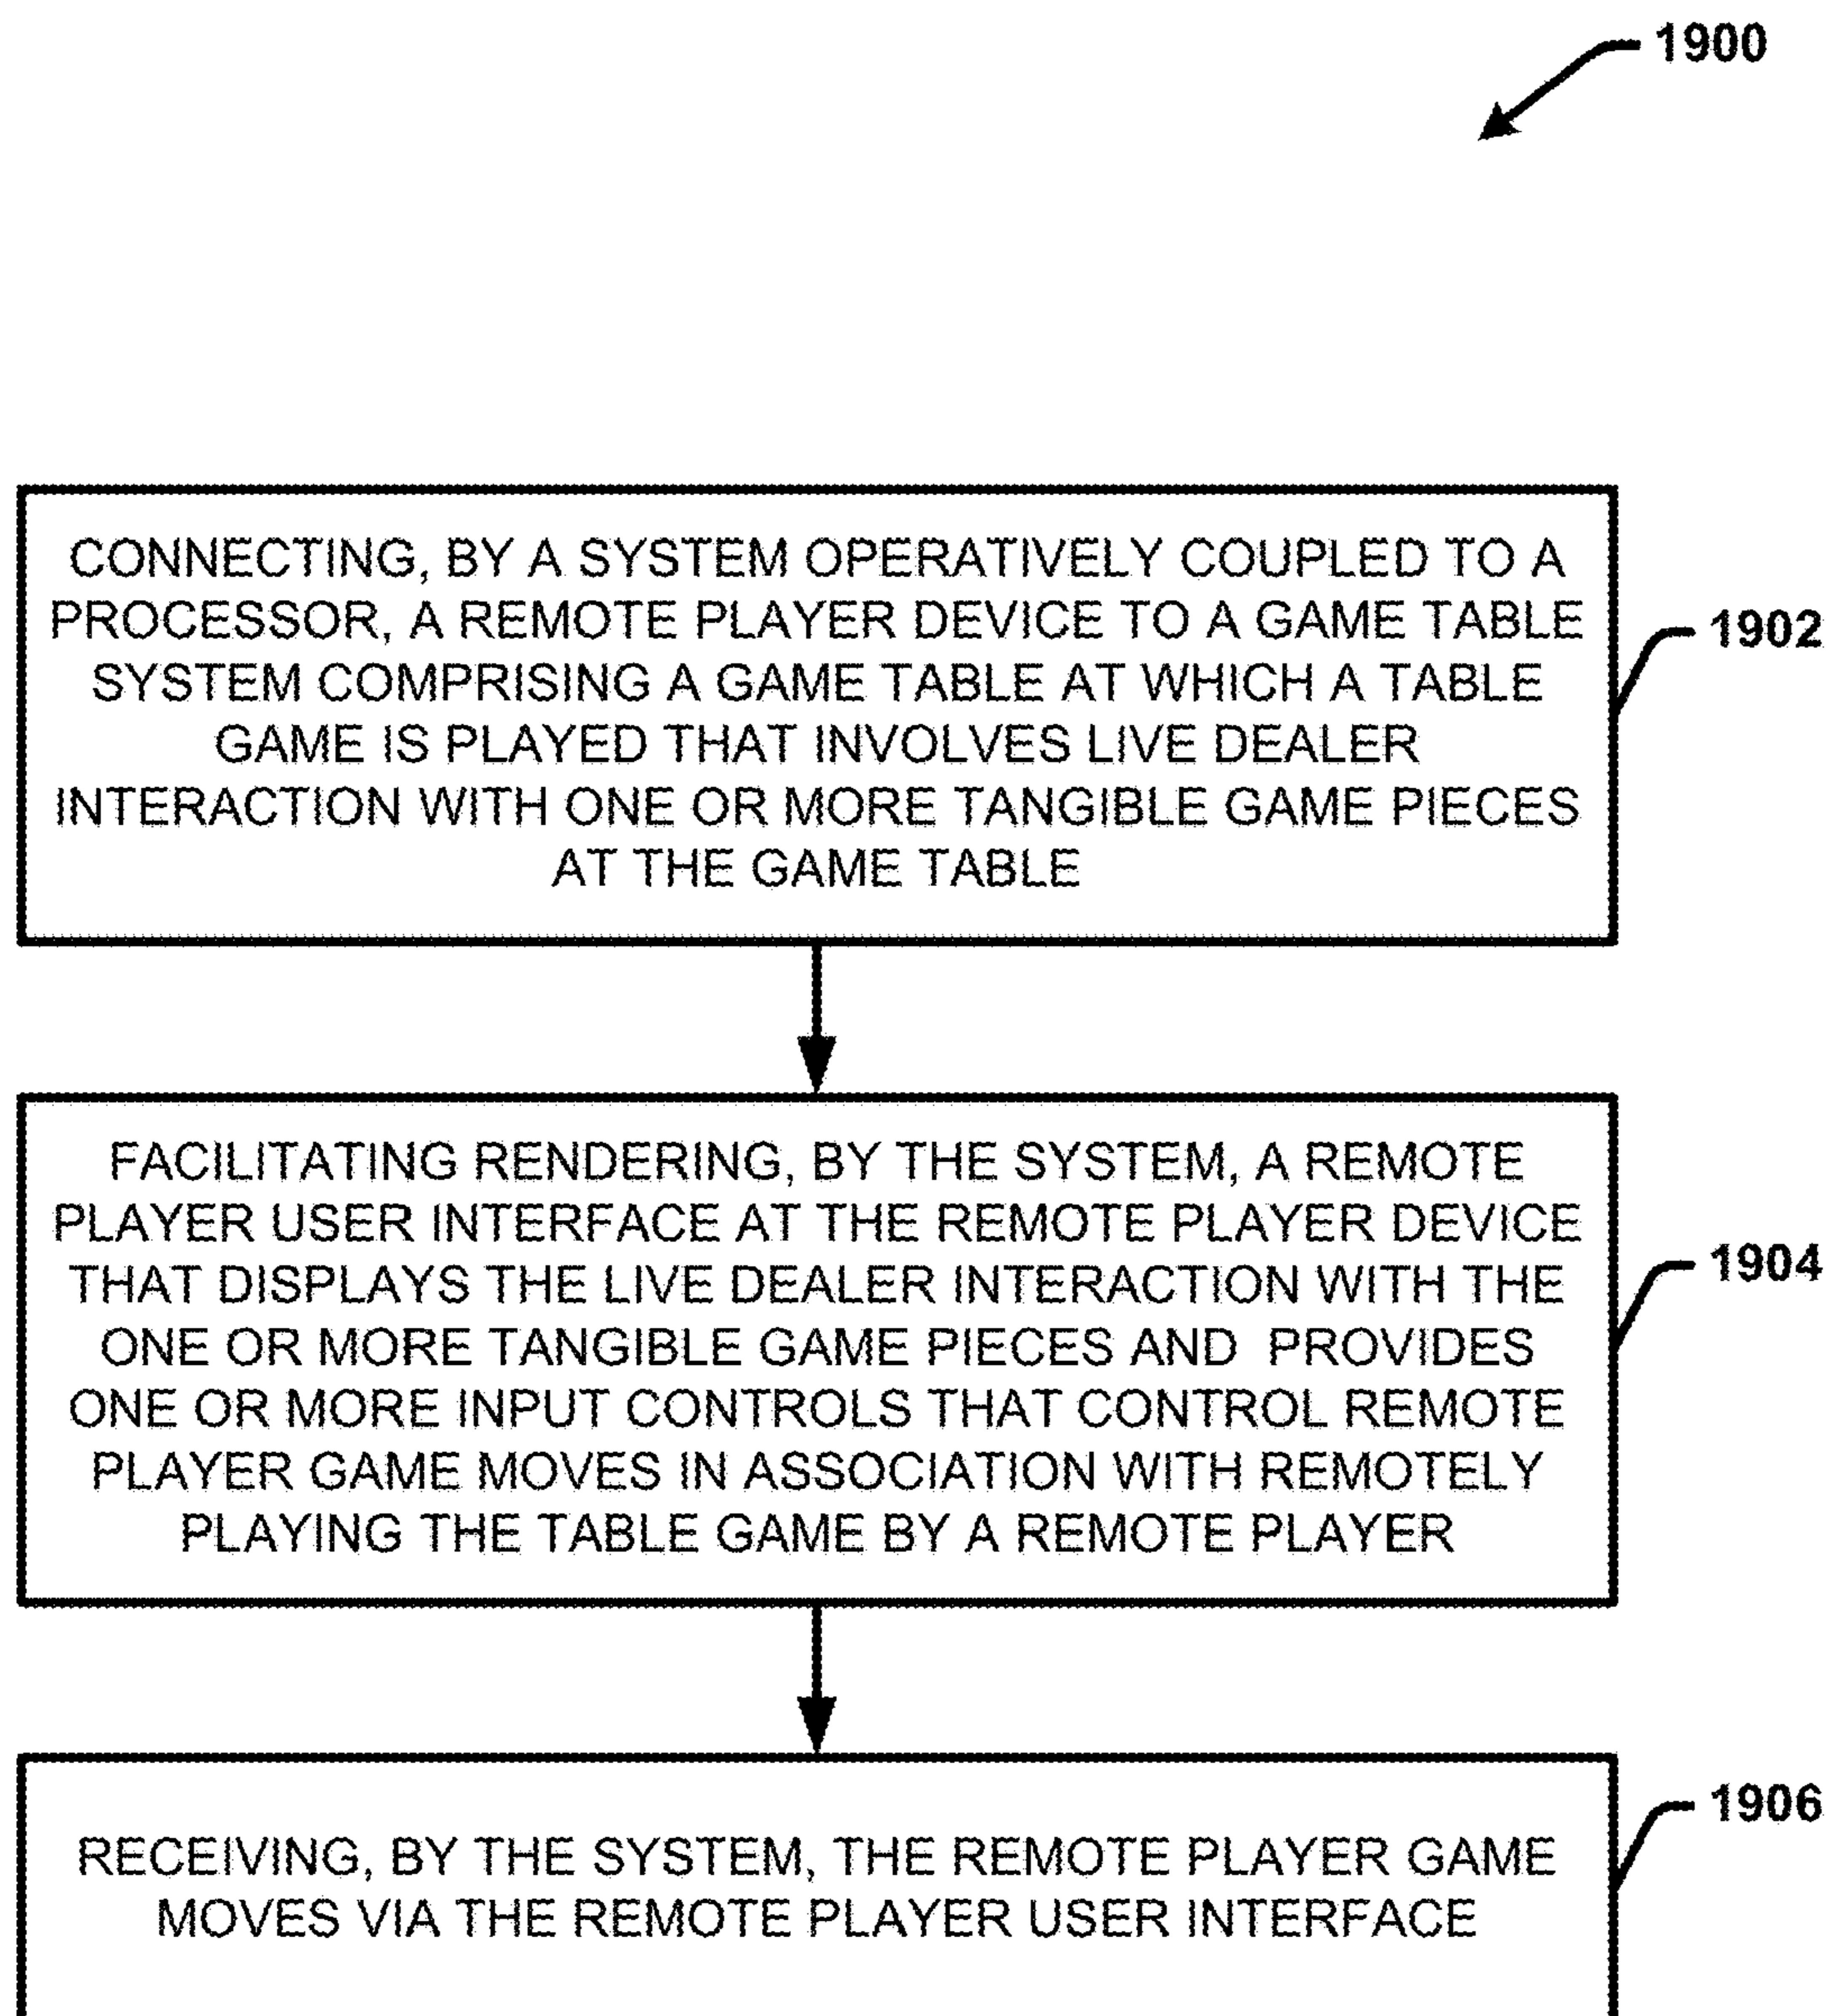 1900
CONNECTING, BY A SYSTEM OPERATIVELY COUPLED TO A
PROCESSOR, A REMOTE PLAYER DEVICE TO A GAME TABLE
SYSTEM COMPRISING A GAME TABLE AT WHICH A TABLE
GAME IS PLAYED THAT INVOLVES LIVE DEALER
INTERACTION WITH ONE OR MORE TANGIBLE GAME PIECES
AT THE GAME TABLE
1902
FACILITATING RENDERING, BY THE SYSTEM, A REMOTE
PLAYER USER INTERFACE AT THE REMOTE PLAYER DEVICE
THAT DISPLAYS THE LIVE DEALER INTERACTION WITH THE
ONE OR MORE TANGIBLE GAME PIECES AND PROVIDES
ONE OR MORE INPUT CONTROLS THAT CONTROL REMOTE
PLAYER GAME MOVES IN ASSOCIATION WITH REMOTELY
PLAYING THE TABLE GAME BY A REMOTE PLAYER
1904
RECEIVING, BY THE SYSTEM, THE REMOTE PLAYER GAME
MOVES VIA THE REMOTE PLAYER USER INTERFACE
1906